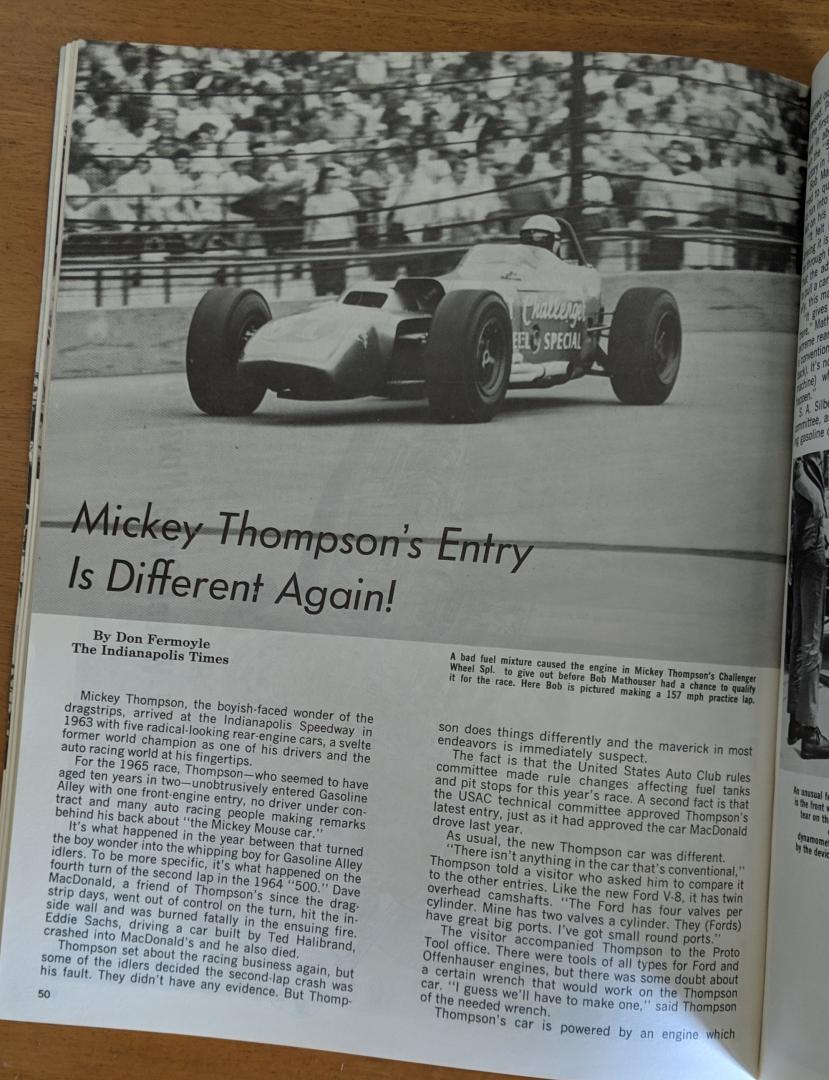 Challenger
EEL SPECIAL
Mickey Thompson's Entry
Is Different Again!
By Don Fermoyle
The Indianapolis Times
A bad fuel mixture caused the engine in Mickey Thompson's Challenger
Wheel Spl. to give out before Bob Mathouser had a chance to qualify
it for the race. Here Bob is pictured making a 157 mph practice lap.
Mickey Thompson, the boyish-faced wonder of the
dragstrips, arrived at the Indianapolis Speedway in
1963 with five radical-looking rear-engine cars, a svelte
former world champion as one of his drivers and the
auto racing world at his fingertips.
For the 1965 race, Thompson—who seemed to have
aged ten years in two—unobtrusively entered Gasoline
Alley with one front-engine entry, no driver under con-
tract and many auto racing people making remarks
behind his back about "the Mickey Mouse car."
It's what happened in the year between that turned
the boy wonder into the whipping boy for Gasoline Alley
idlers. To be more specific, it's what happened on the
fourth turn of the second lap in the 1964 "500." Dave
MacDonald, a friend of Thompson's since the drag-
strip days, went out of control on the turn, hit the in-
side wall and was burned fatally in the ensuing fire.
Eddie Sachs, driving a car built by Ted Halibrand,
crashed into MacDonald's and he also died.
Thompson set about the racing business again, but
some of the idlers decided the second-lap crash was
his fault. They didn't have any evidence. But Thomp-
50
son does things differently and the maverick in most
endeavors is immediately suspect.
The fact is that the United States Auto Club rules
committee made rule changes affecting fuel tanks
and pit stops for this year's race. A second fact is that
the USAC technical committee approved Thompson's
latest entry, just as it had approved the car MacDonald
drove last year.
As usual, the new Thompson car was different.
"There isn't anything in the car that's conventional,"
Thompson told a visitor who asked him to compare it
to the other entries. Like the new Ford V-8, it has twin
overhead camshafts. "The Ford has four valves per
cylinder. Mine has two valves a cylinder. They (Fords)
have great big ports. I've got small round ports."
The visitor accompanied Thompson to the Proto
Tool office. There were tools of all types for Ford and
Offenhauser engines, but there was some doubt about
a certain wrench that would work on the Thompson
car. "I guess we'll have to make one," said Thompson
of the needed wrench.
Thompson's car is powered by an engine which
S. A. Silbe
committee, a
ng gasoline
An unusual f
is the front
tear on th
dynamomet
by the devic